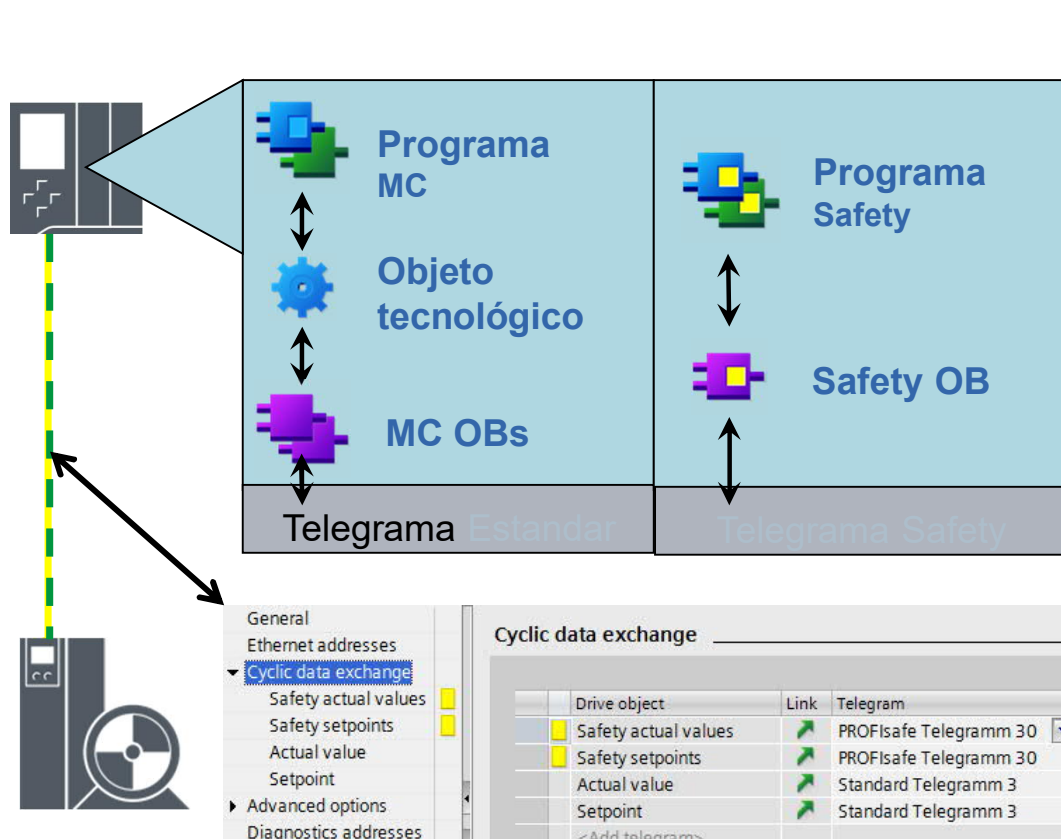 Programa
MC
Objeto
tecnológico
MC OBs
Telegrama Estandar
Programa
Safety
Safety OB
Telegrama Safety
General
Ethernet addresses
Cyclic data exchange
Safety actual values
Safety setpoints
Actual value
Setpoint
Advanced options
Diagnostics addresses
Cyclic data exchange
Drive object Link Telegram
Safety actual values PROFIsafe Telegramm 30
Safety setpoints PROFIsafe Telegramm 30
Actual value Standard Telegramm 3
Setpoint Standard Telegramm 3
<Add telegram>